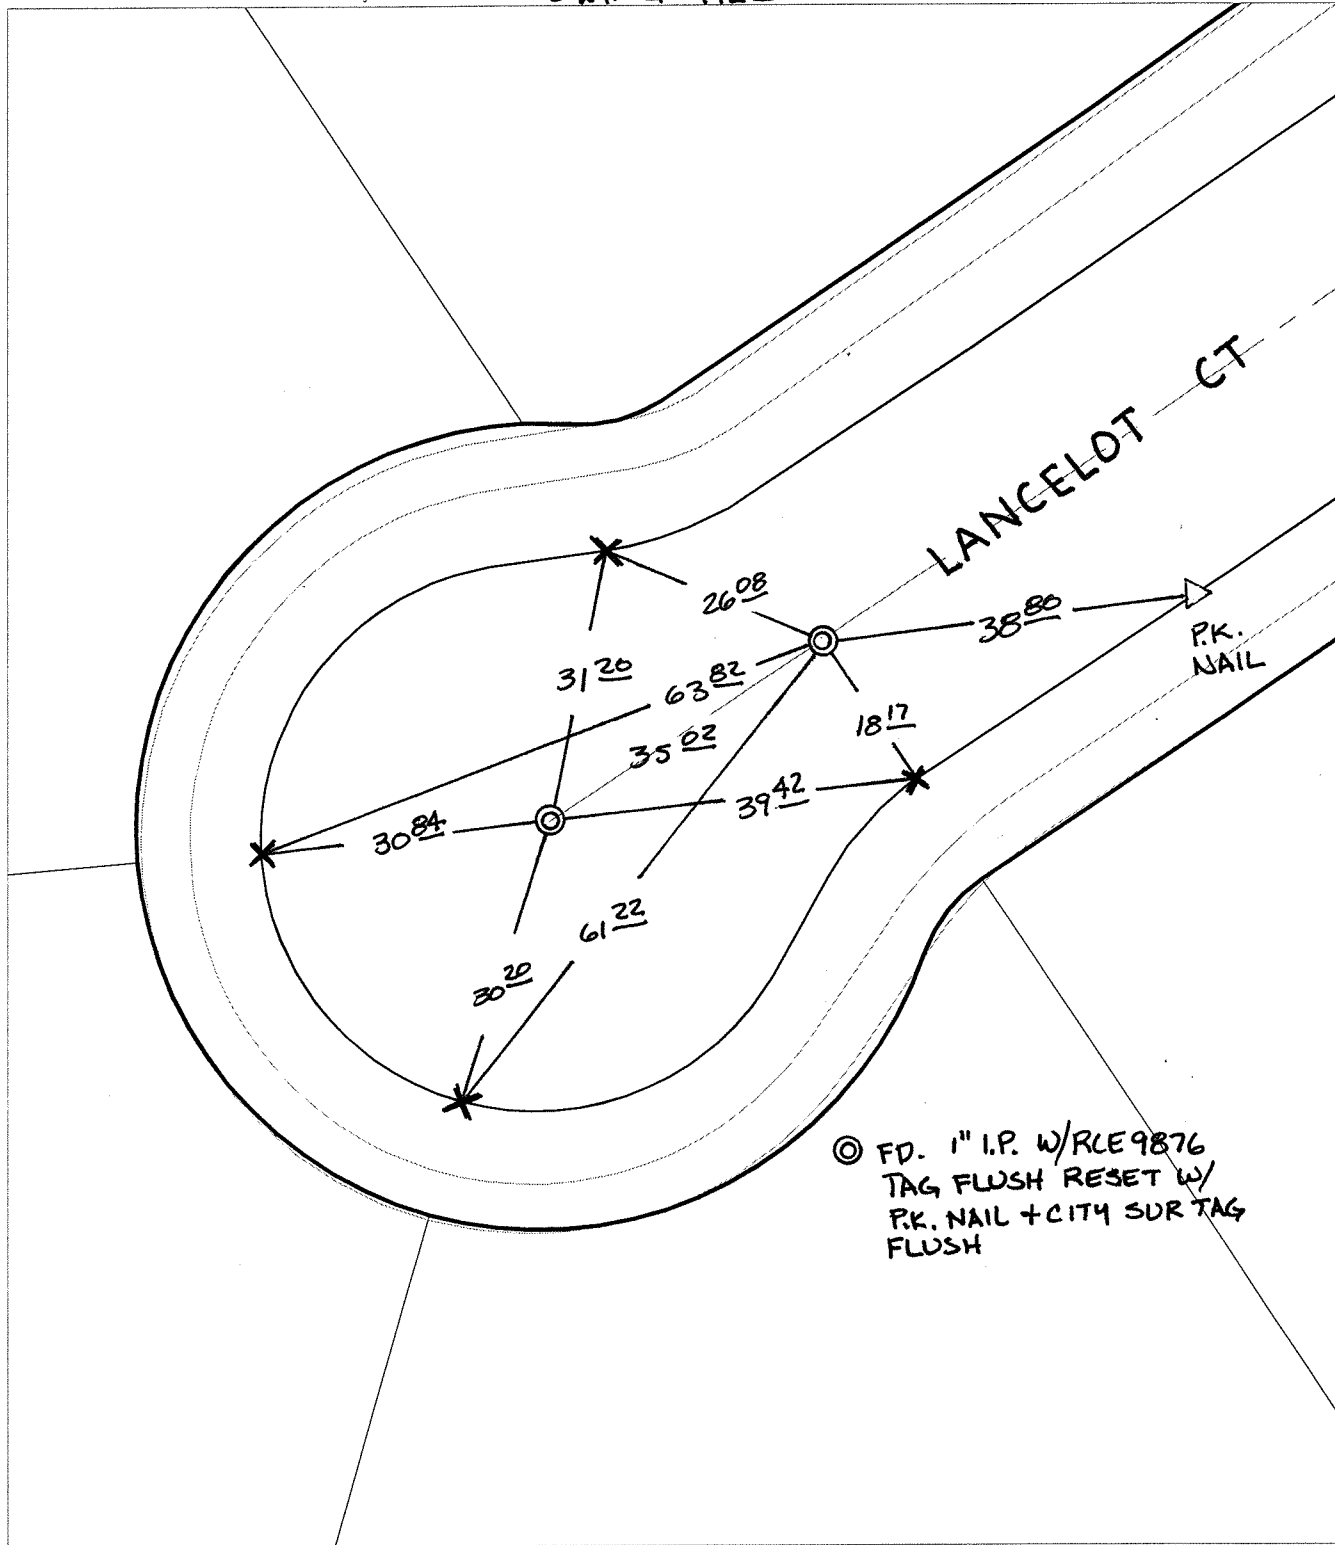 LANCELOT CT
26 08
38 80
P.K.
NAIL
31 20
63 82
18 17
35 02
39 42
30 84
61 22
30 20
FD. 1" I.P. W/RCE 9876
TAG FLUSH RESET W/
P.K. NAIL + CITY SUR TAG
FLUSH